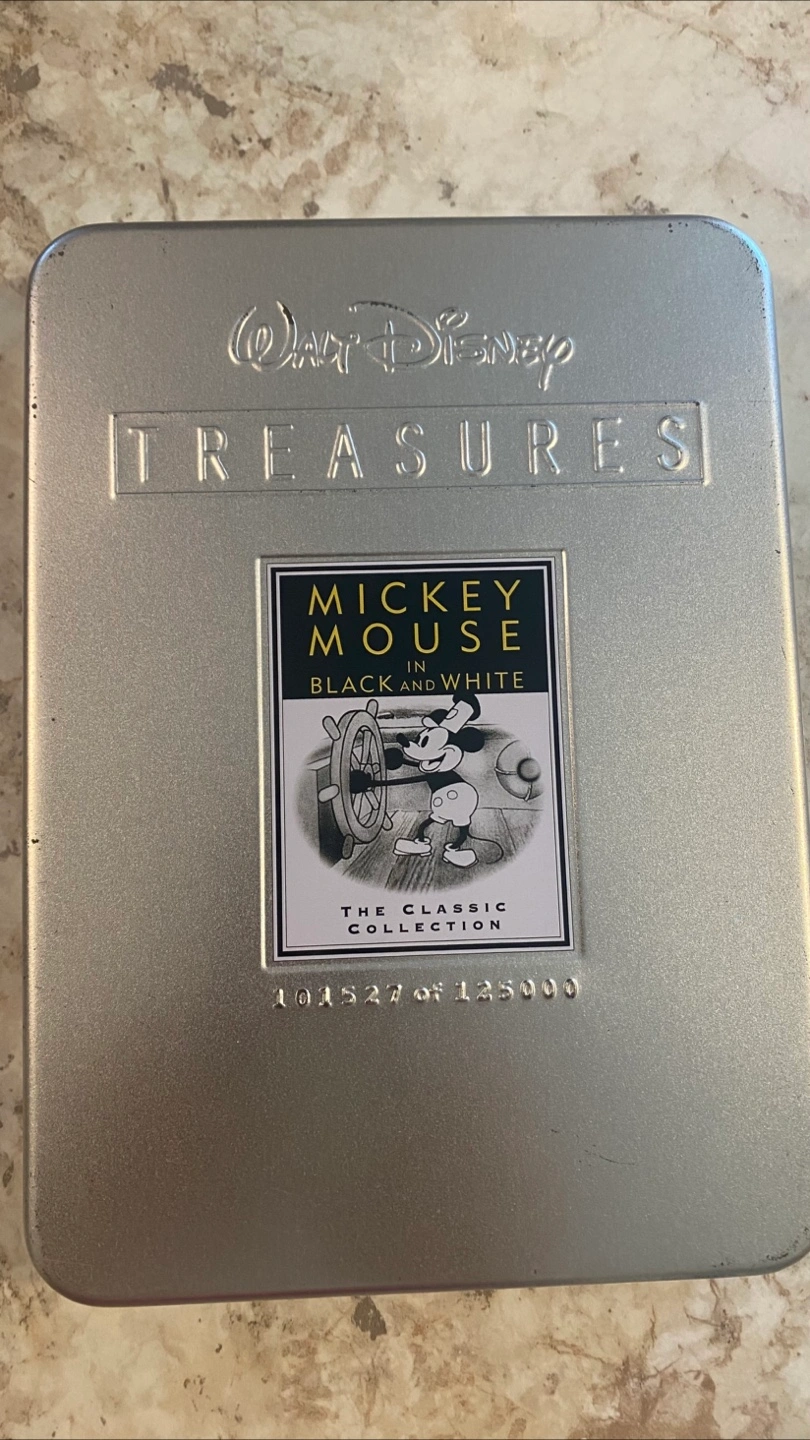 WALT DISNEY
TREASURES
MICKEY
MOUSE
IN
BLACK AND WHITE
THE CLASSIC
COLLECTION
101527 of 125000